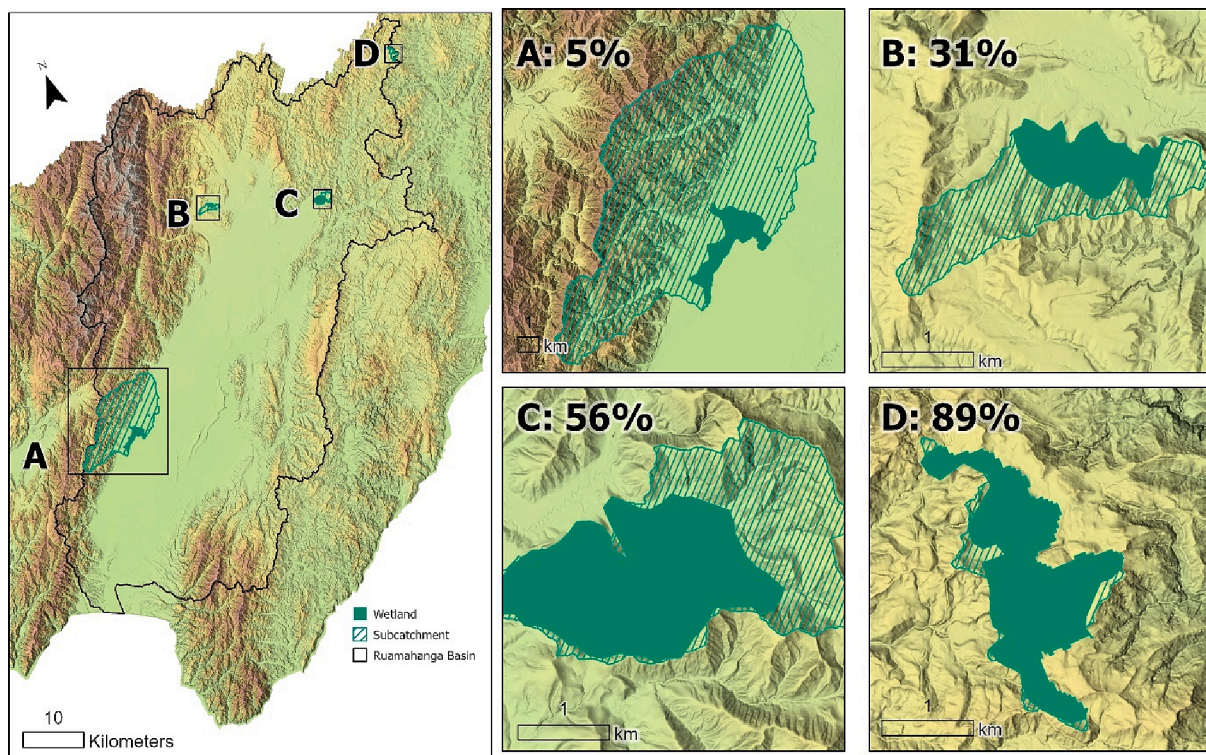 N
D
B
C
A
Wetland
Subcatchment
Ruamahanga Basin
10
Kilometers
A: 5%
1
km
B: 31%
1
km
C: 56%
1
km
D: 89%
1
km